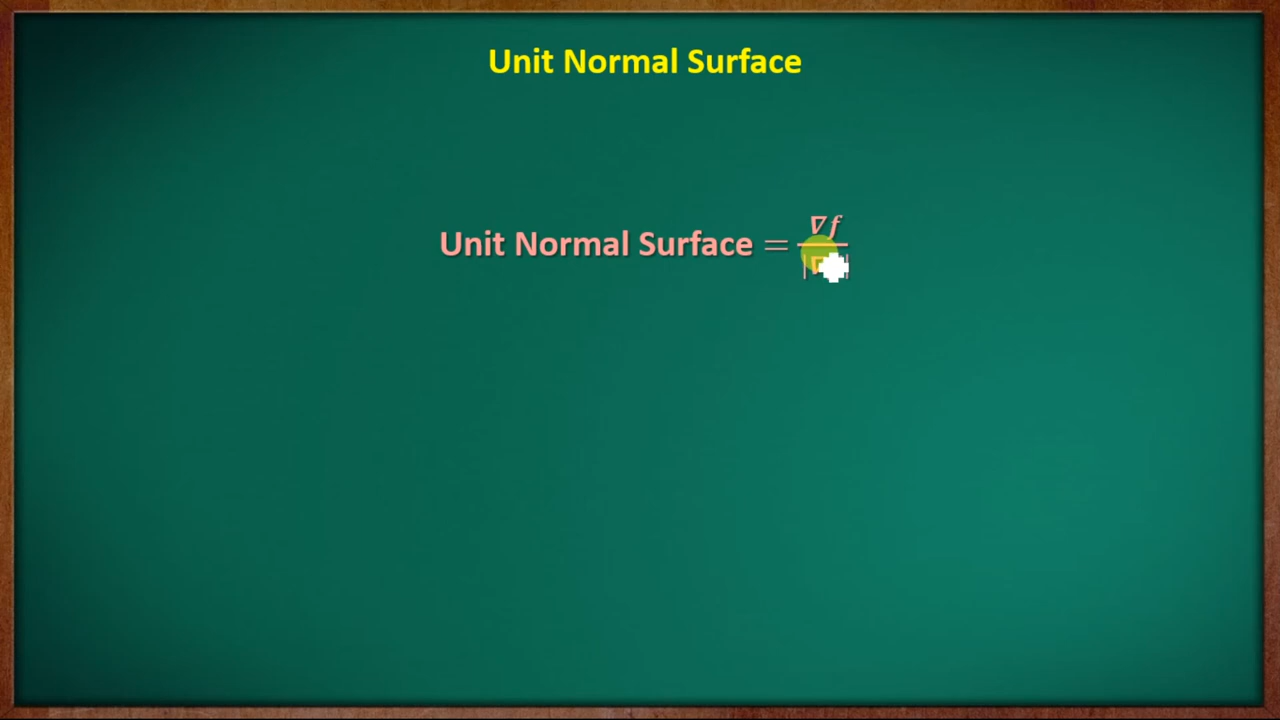 Unit Normal Surface
Unit Normal Surface = ∇f / |∇